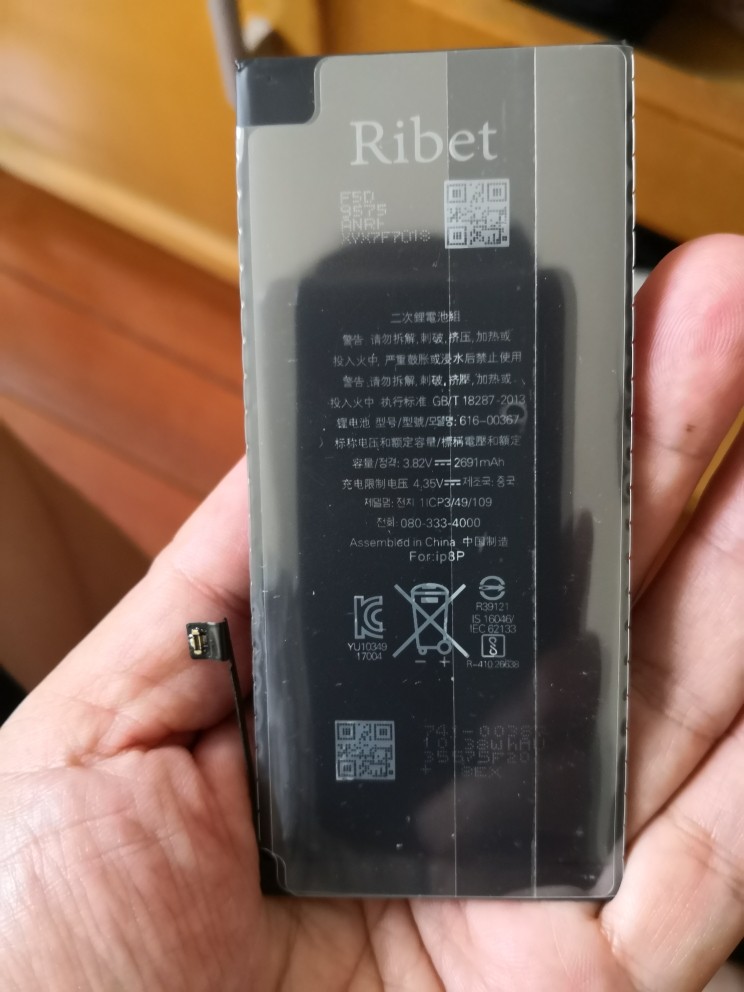 Ribet
F5D
9575
ANRH
XVX7F7CM8
二次鋰電池組
警告,请勿拆解,刺破,挤压,加热或
投入火中,严重鼓胀或浸水后禁止使用
警告,请勿拆解,刺破,挤壓,加热或
投入火中 执行标准 GB/T 18287-2013
锂电池 型号/型號/모델명: 616-00367
标称电压和额定容量/標稱電壓和額定
容量/정격: 3.82V⎓2691mAh
充电限制电压 4.35V⎓제조국: 중국
제델명: 전지 1ICP3/49/109
전화: 080-333-4000
Assembled in China 中国制造
For:ip8P
YU10349
17004
R39121
IS 16046/
IEC 62133
R-41026638